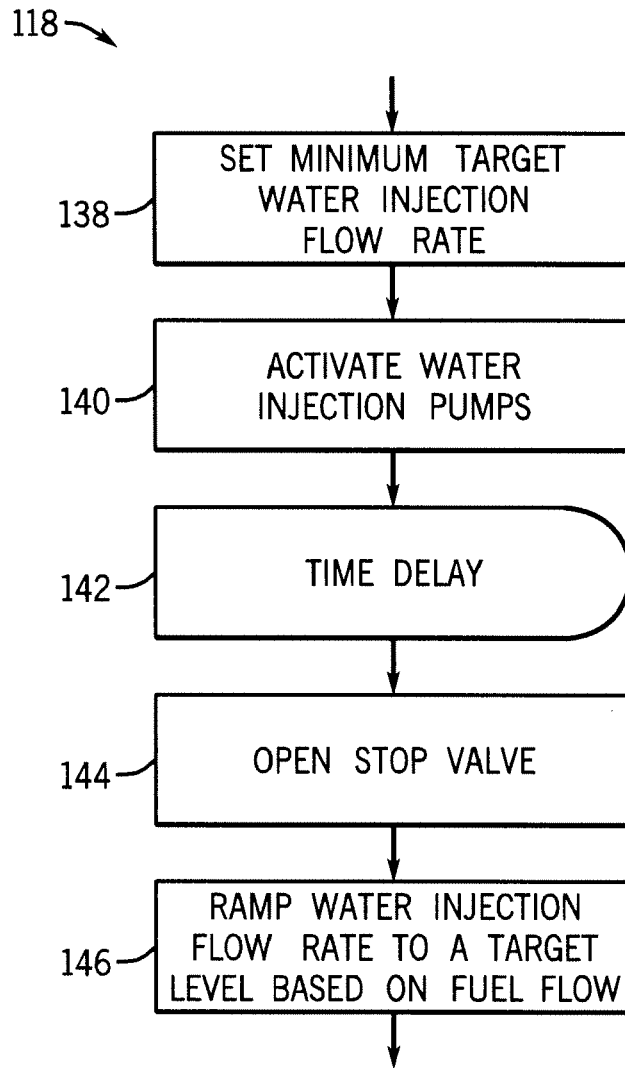 118
SET MINIMUM TARGET
WATER INJECTION
FLOW RATE
138
ACTIVATE WATER
INJECTION PUMPS
140
TIME DELAY
142
OPEN STOP VALVE
144
RAMP WATER INJECTION
FLOW RATE TO A TARGET
LEVEL BASED ON FUEL FLOW
146